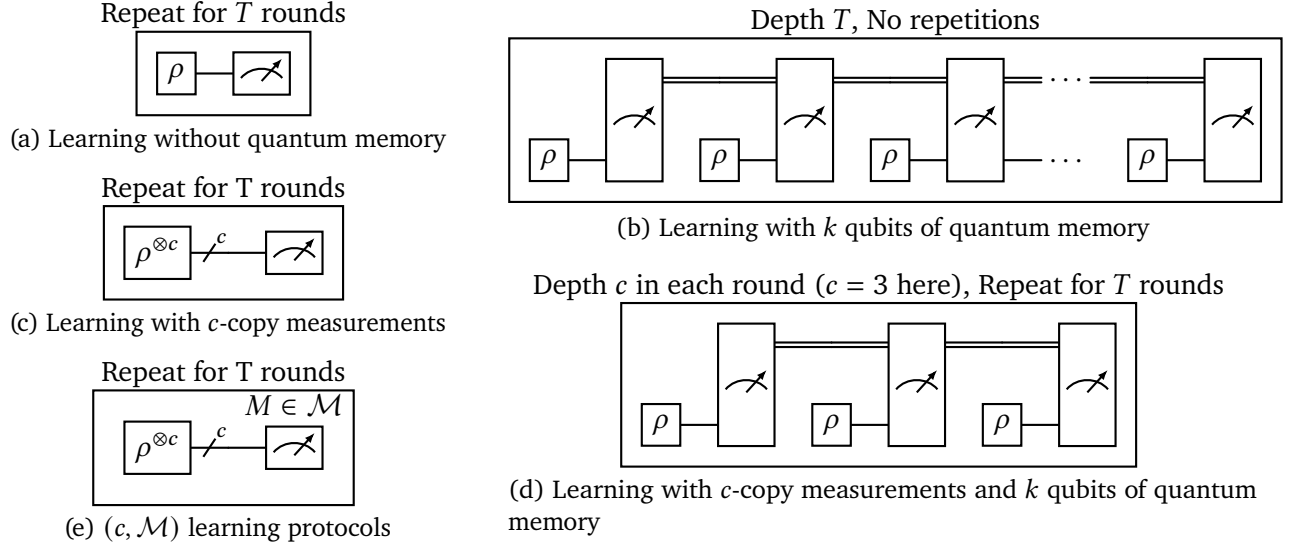 Repeat for T rounds
ρ
(a) Learning without quantum memory
Repeat for T rounds
ρ⊗c
c
(c) Learning with c-copy measurements
Repeat for T rounds
M ∈ ℳ
ρ⊗c
c
(e) (c, ℳ) learning protocols
Depth T, No repetitions
· · ·
ρ ρ ρ · · · ρ
(b) Learning with k qubits of quantum memory
Depth c in each round (c = 3 here), Repeat for T rounds
ρ ρ ρ
(d) Learning with c-copy measurements and k qubits of quantum
memory